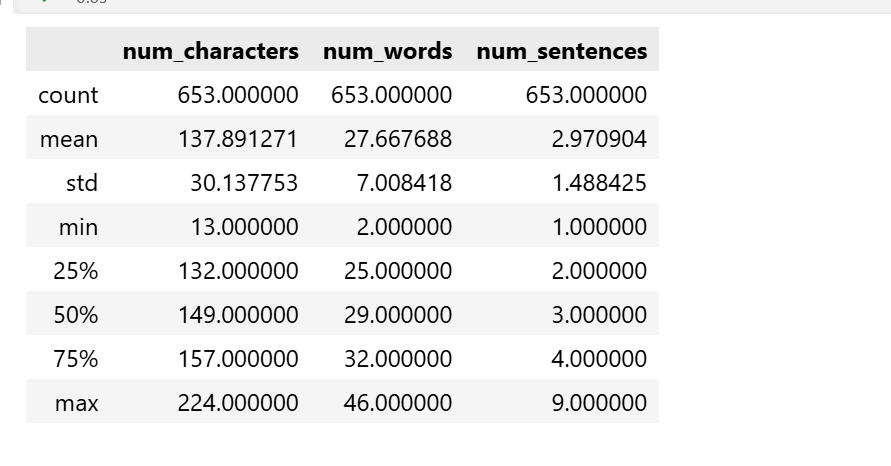 num_characters num_words num_sentences
count 653.000000 653.000000 653.000000
mean 137.891271 27.667688 2.970904
std 30.137753 7.008418 1.488425
min 13.000000 2.000000 1.000000
25% 132.000000 25.000000 2.000000
50% 149.000000 29.000000 3.000000
75% 157.000000 32.000000 4.000000
max 224.000000 46.000000 9.000000